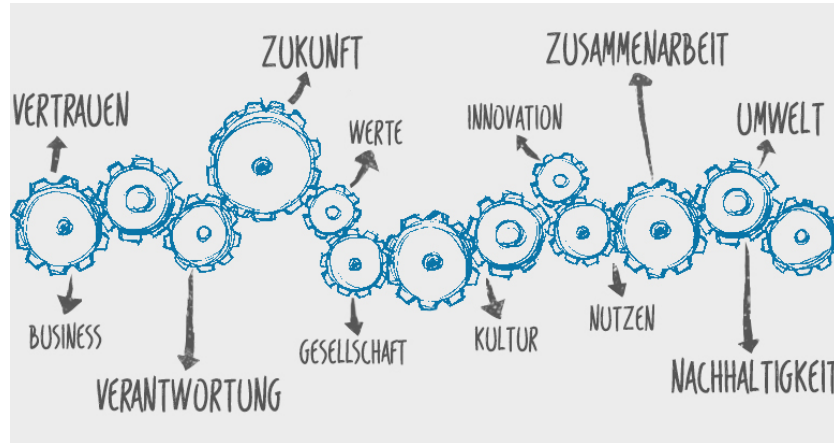 ZUKUNFT
ZUSAMMENARBEIT
VERTRAUEN
WERTE
INNOVATION
UMWELT
BUSINESS
GESELLSCHAFT
KULTUR
NUTZEN
VERANTWORTUNG
NACHHALTIGKEIT